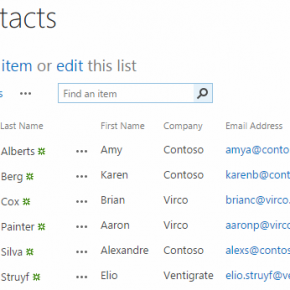 tacts
item or edit this list
s ...
Find an item
Last Name First Name Company Email Address
Alberts ... Amy Contoso amya@contos
Berg ... Karen Contoso karenb@cont
Cox ... Brian Virco brianc@virco.
Painter ... Aaron Virco aaronp@virco
Silva ... Alexandre Contoso alexs@contos
Struyf ... Elio Ventigrate elio.struyf@ve